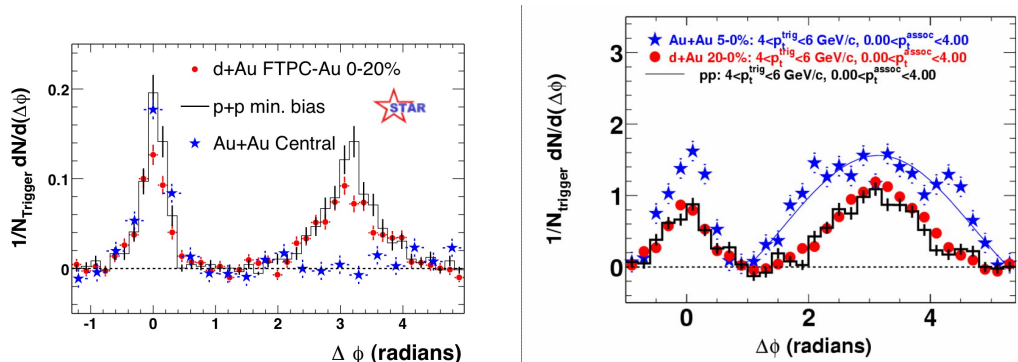 d+Au FTPC-Au 0-20%
p+p min. bias
Au+Au Central
STAR
1/N_Trigger dN/d(Δφ)
0.2
0.1
0
-1 0 1 2 3 4
Δ φ (radians)
Au+Au 5-0%: 4<p_t^trig<6 GeV/c, 0.00<p_t^assoc<4.00
d+Au 20-0%: 4<p_t^trig<6 GeV/c, 0.00<p_t^assoc<4.00
pp: 4<p_t^trig<6 GeV/c, 0.00<p_t^assoc<4.00
1/N_trigger dN/d(Δφ)
3
2
1
0
0 2 4
Δφ (radians)